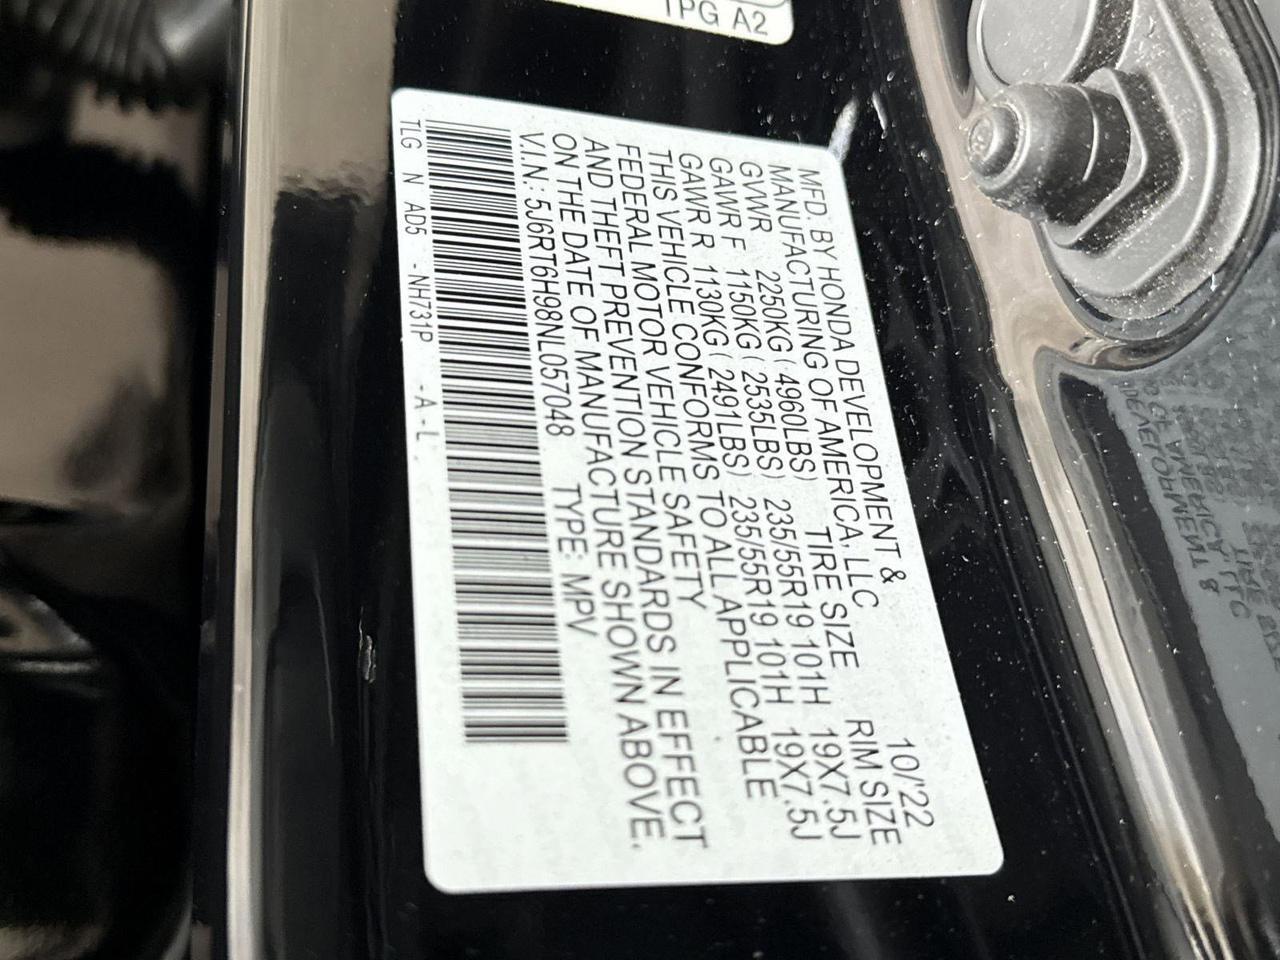 TPG A2
MFD. BY HONDA DEVELOPMENT & 10/'22
MANUFACTURING OF AMERICA, LLC
TIRE SIZE RIM SIZE
GVWR 2250KG ( 4960LBS)
GAWR F 1150KG ( 2535LBS) 235/55R19 101H 19X7.5J
GAWR R 1130KG ( 2491LBS) 235/55R19 101H 19X7.5J
THIS VEHICLE CONFORMS TO ALL APPLICABLE
FEDERAL MOTOR VEHICLE SAFETY
AND THEFT PREVENTION STANDARDS IN EFFECT
ON THE DATE OF MANUFACTURE SHOWN ABOVE.
V.I.N.: 5J6RT6H98NL057048 TYPE: MPV
TLG N AD5 -NH731P -A-L.